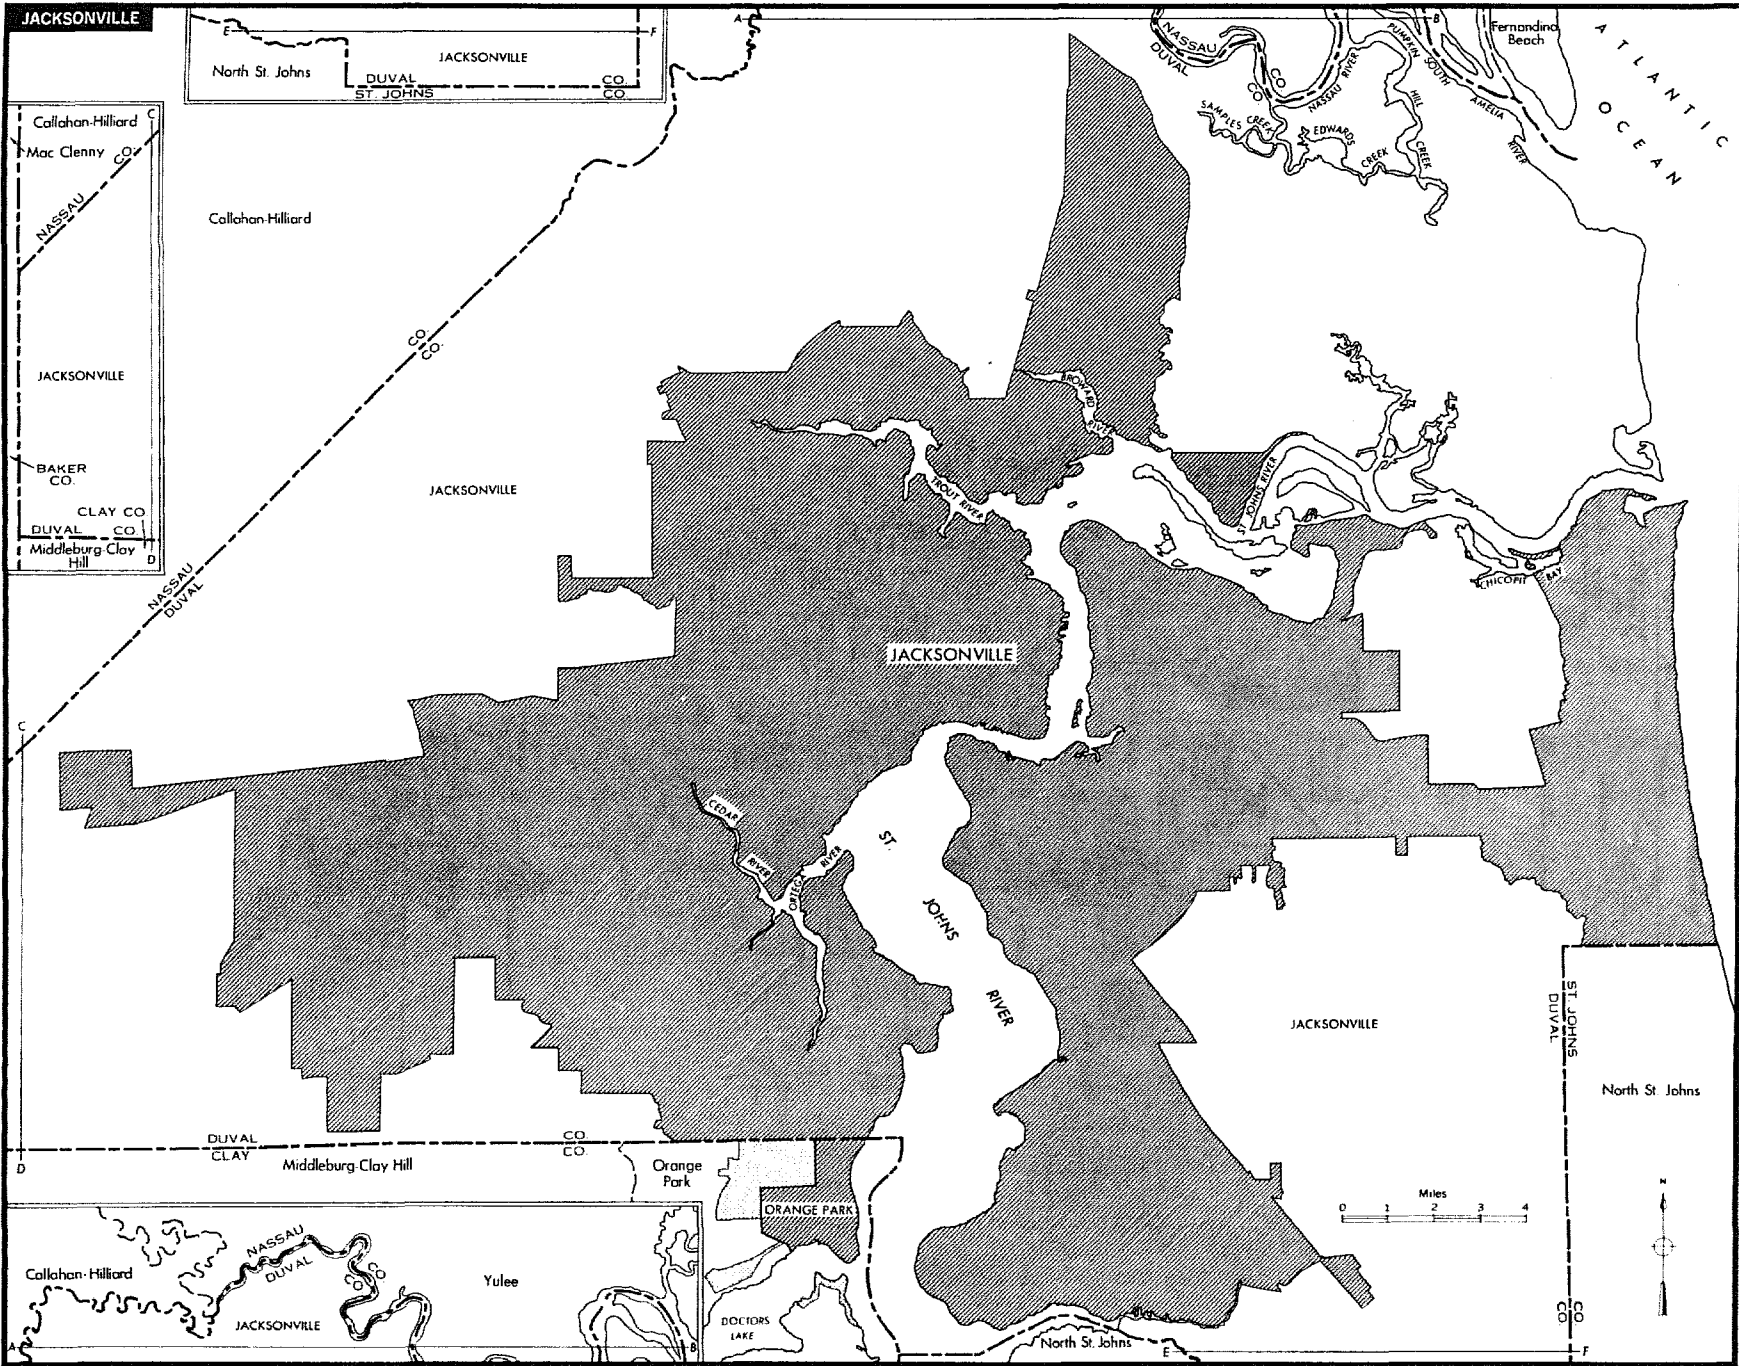 JACKSONVILLE
E
F
North St. Johns
JACKSONVILLE
DUVAL CO.
ST. JOHNS CO.
A
B
NASSAU
DUVAL
CO
CO
NASSAU
RIVER
PUMPKIN
HILL
CREEK
SOUTH
AMELIA
RIVER
SAMPLES CREEK
EDWARDS
CREEK
Fernandina
Beach
ATLANTIC
OCEAN
Callahan-Hilliard
C
Mac Clenny
CO.
NASSAU
JACKSONVILLE
BAKER
CO.
CLAY CO
DUVAL CO.
Middleburg-Clay
Hill
D
Callahan-Hilliard
CO.
CO.
JACKSONVILLE
NASSAU
DUVAL
RIVER
TROUT RIVER
ST JOHNS RIVER
BAY
JACKSONVILLE
C
CEDAR
RIVER
RIVER
ST.
JOHNS
RIVER
JACKSONVILLE
ST. JOHNS
DUVAL
North St. Johns
DUVAL CO.
CLAY CO.
D
Middleburg-Clay Hill
Orange
Park
ORANGE PARK
Miles
0 1 2 3 4
N
NASSAU
DUVAL
CO
CO
Callahan-Hilliard
Yulee
JACKSONVILLE
A
B
DOCTORS
LAKE
North St. Johns
E
CO
CO
F